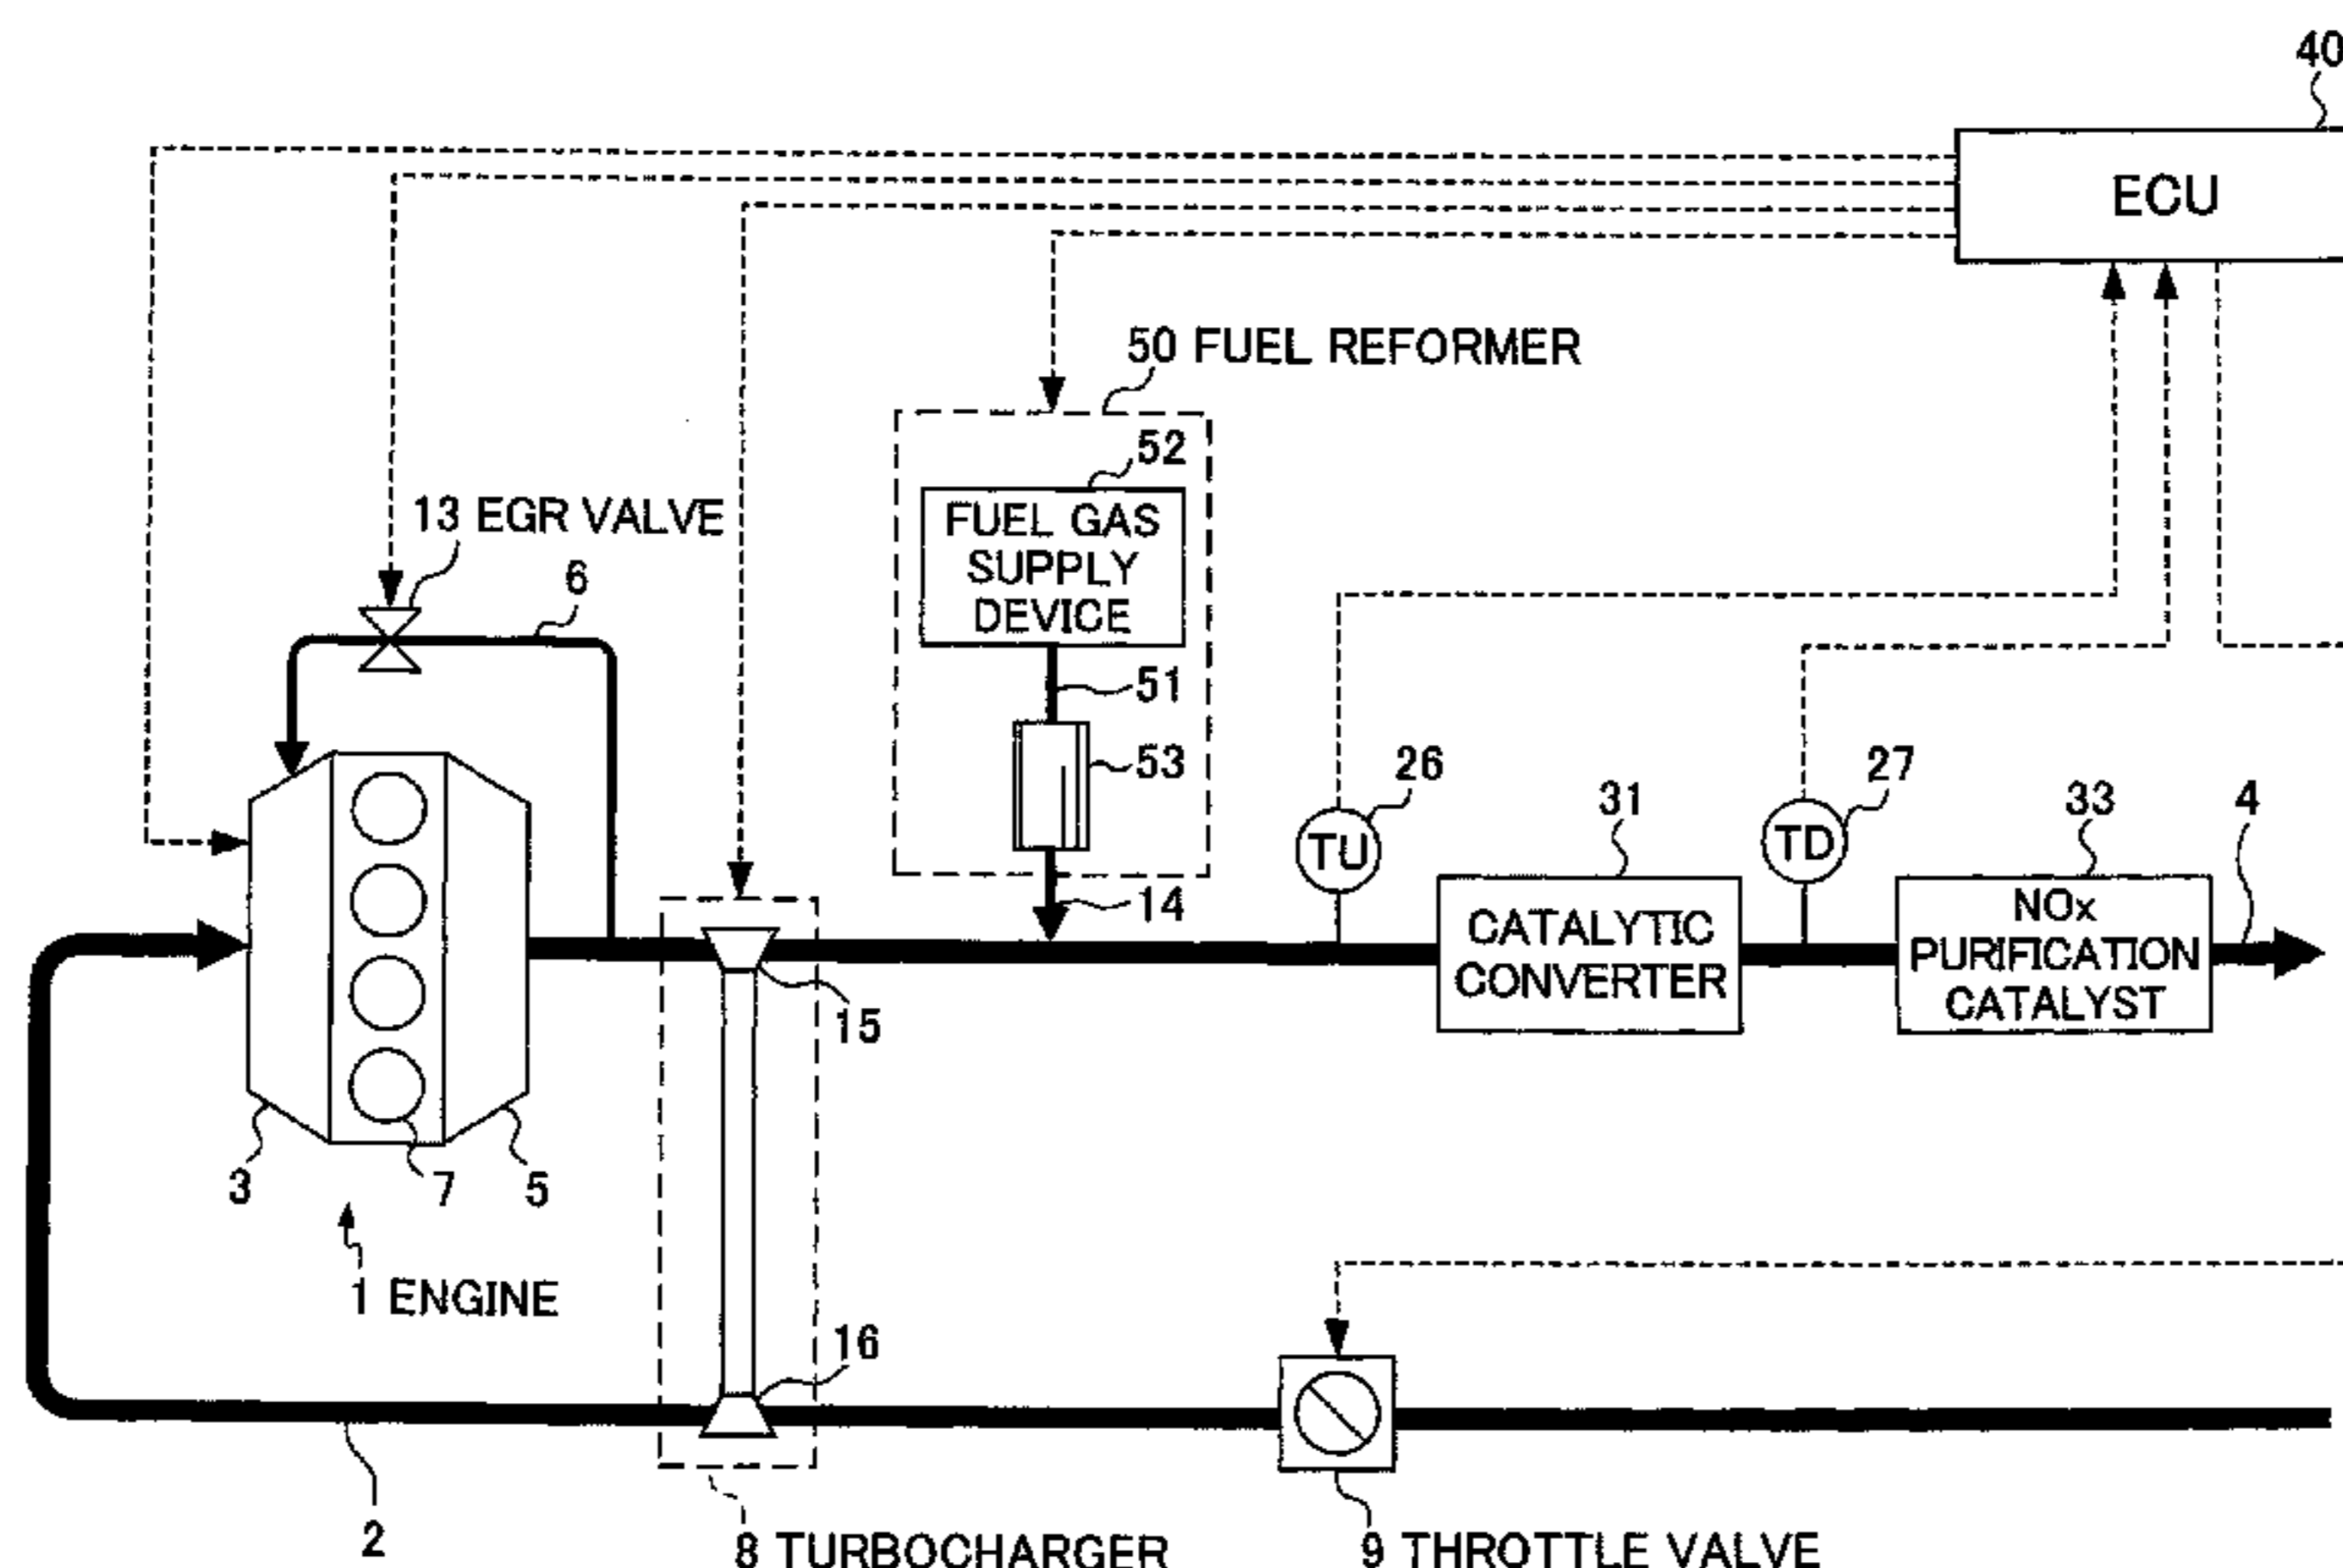 40
ECU
50 FUEL REFORMER
52
FUEL GAS
SUPPLY
DEVICE
13 EGR VALVE
6
51
53
26
27
31
33
4
TU
TD
14
CATALYTIC
CONVERTER
NOx
PURIFICATION
CATALYST
15
3
7
5
1 ENGINE
16
2
8 TURBOCHARGER
9 THROTTLE VALVE